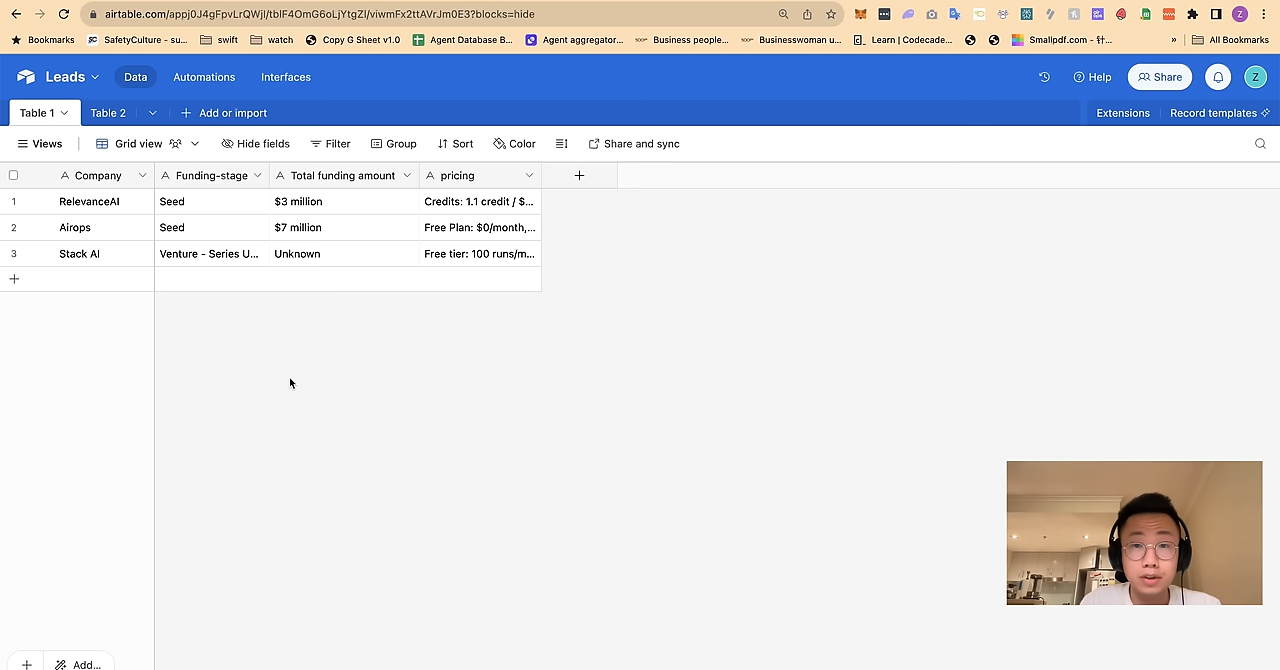 airtable.com/appj0J4gFpvLrQWjl/tblF4OmG6oLjYtgZl/viwmFx2ttAVrJm0E3?blocks=hide
Bookmarks SafetyCulture - su... swift watch Copy G Sheet v1.0 Agent Database B... Agent aggregator... Business people... Businesswoman u... Learn | Codecade... Smallpdf.com - 针... » All Bookmarks
Leads Data Automations Interfaces Help Share Z
Table 1 Table 2 Add or import Extensions Record templates
Views Grid view Hide fields Filter Group Sort Color Share and sync
Company Funding-stage Total funding amount pricing
1 RelevanceAI Seed $3 million Credits: 1.1 credit / $...
2 Airops Seed $7 million Free Plan: $0/month,...
3 Stack AI Venture - Series U... Unknown Free tier: 100 runs/m...
Add...